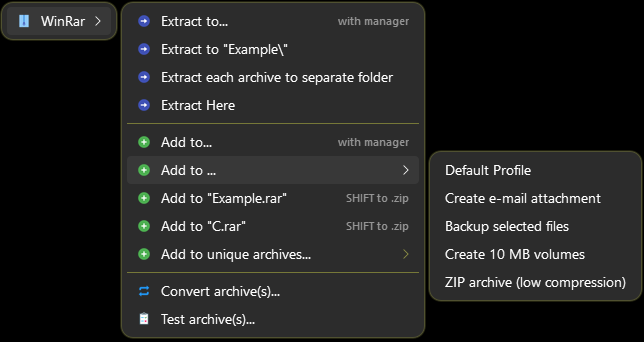 WinRar
Extract to... with manager
Extract to "Example\"
Extract each archive to separate folder
Extract Here
Add to... with manager
Add to ...
Add to "Example.rar" SHIFT to .zip
Add to "C.rar" SHIFT to .zip
Add to unique archives...
Convert archive(s)...
Test archive(s)...
Default Profile
Create e-mail attachment
Backup selected files
Create 10 MB volumes
ZIP archive (low compression)